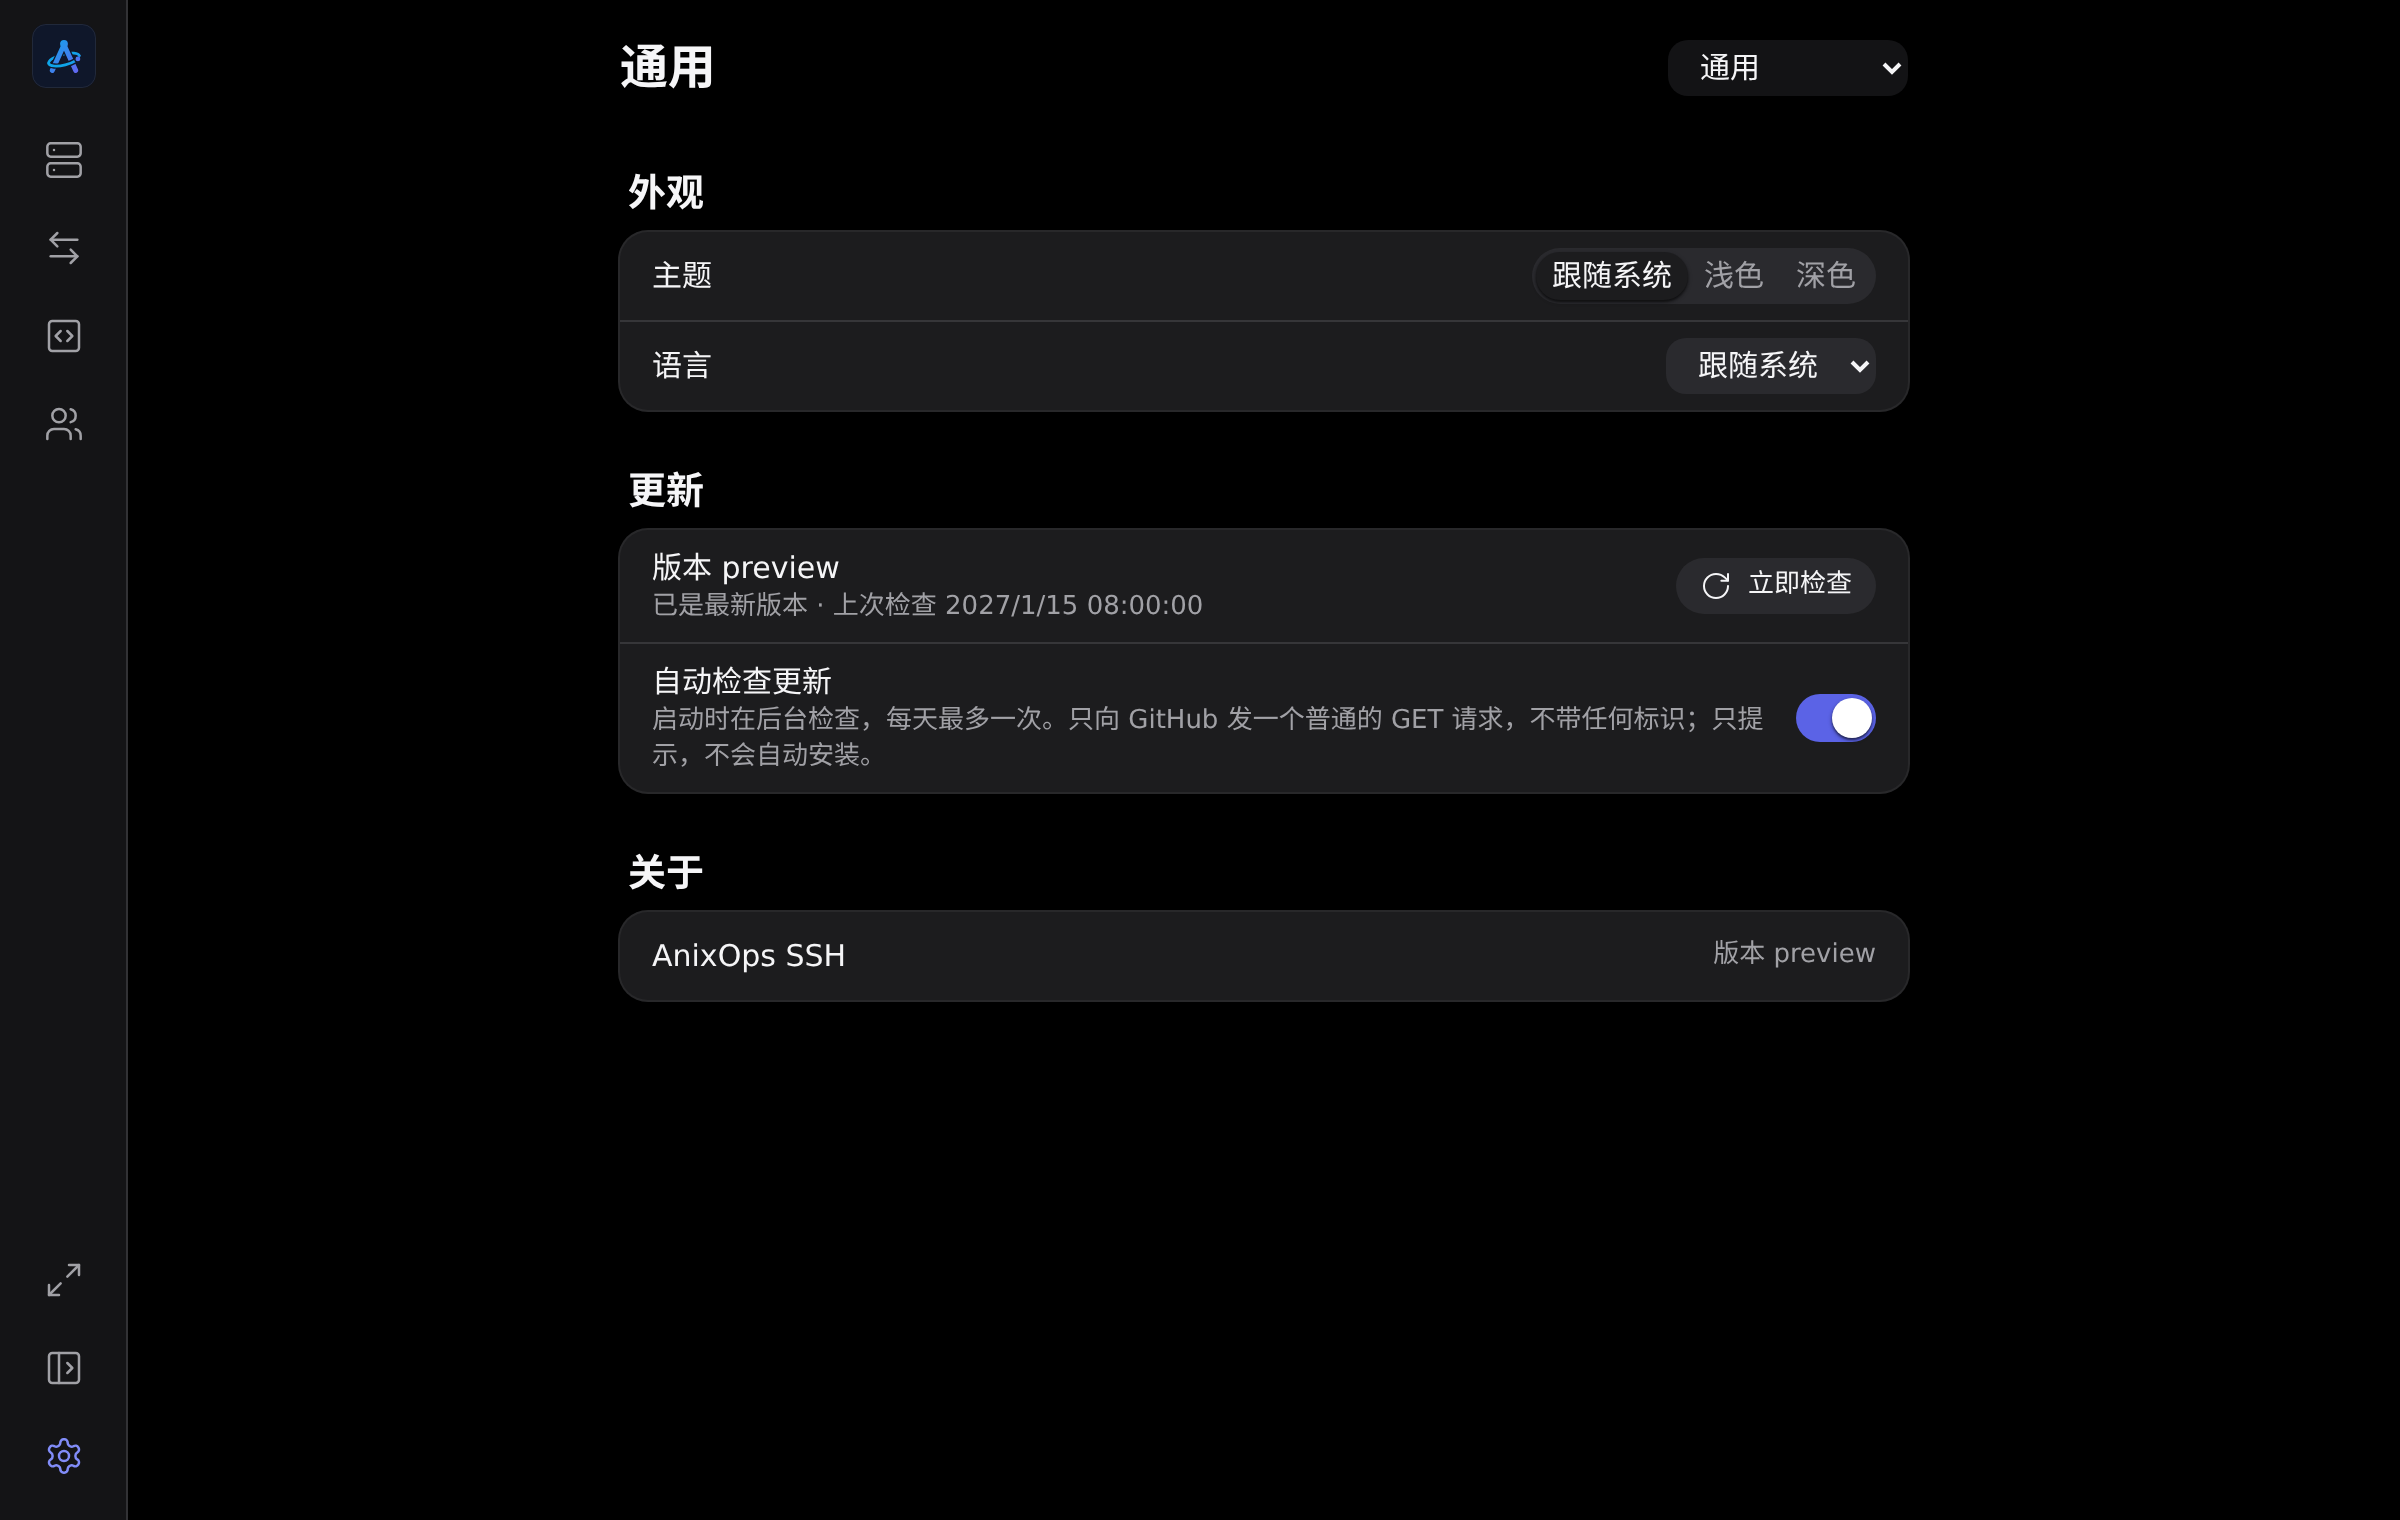 通用
通用
外观
主题
跟随系统 浅色 深色
语言
跟随系统
更新
版本 preview
已是最新版本 · 上次检查 2027/1/15 08:00:00
立即检查
自动检查更新
启动时在后台检查，每天最多一次。只向 GitHub 发一个普通的 GET 请求，不带任何标识；只提
示，不会自动安装。
关于
AnixOps SSH
版本 preview